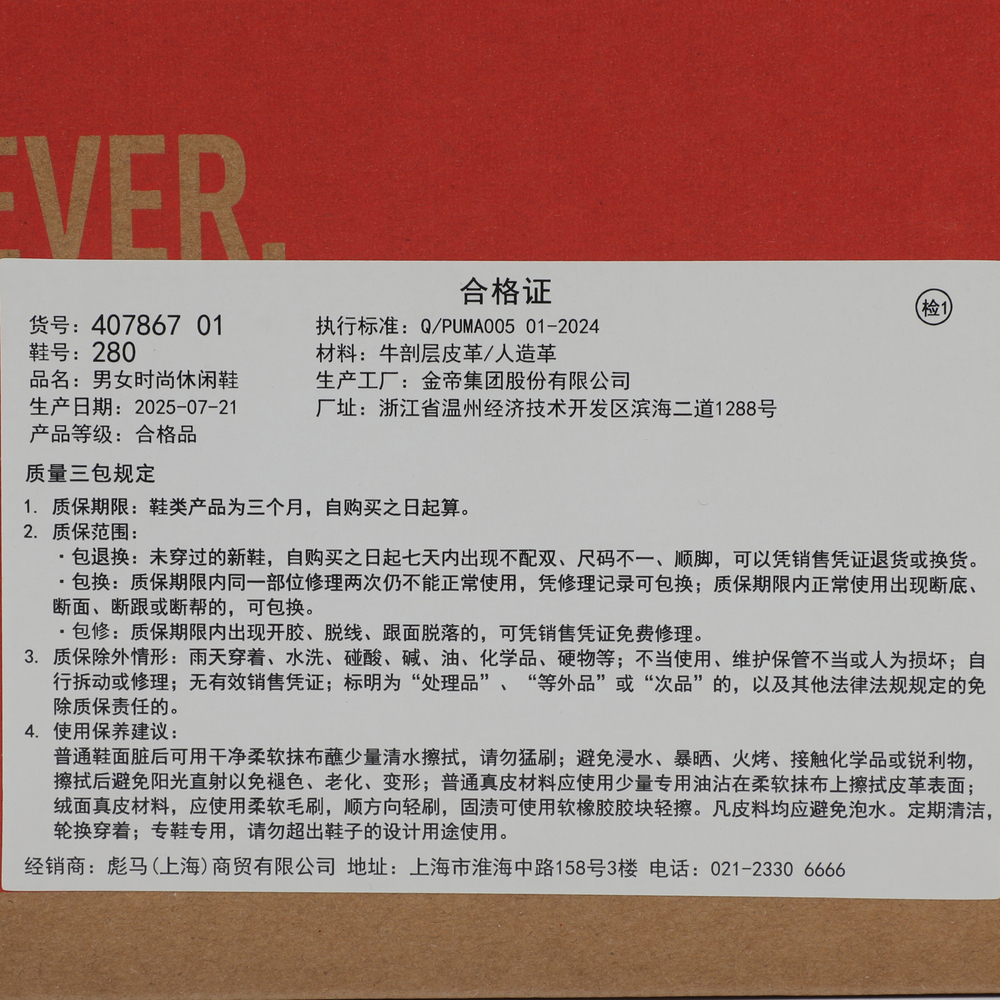 EVER.
合格证
检1
货号：407867 01
执行标准：Q/PUMA005 01-2024
鞋号：280
材料：牛剖层皮革/人造革
品名：男女时尚休闲鞋
生产工厂：金帝集团股份有限公司
生产日期：2025-07-21
厂址：浙江省温州经济技术开发区滨海二道1288号
产品等级：合格品
质量三包规定
1. 质保期限：鞋类产品为三个月，自购买之日起算。
2. 质保范围：
·包退换：未穿过的新鞋，自购买之日起七天内出现不配双、尺码不一、顺脚，可以凭销售凭证退货或换货。
·包换：质保期限内同一部位修理两次仍不能正常使用，凭修理记录可包换；质保期限内正常使用出现断底、
断面、断跟或断帮的，可包换。
·包修：质保期限内出现开胶、脱线、跟面脱落的，可凭销售凭证免费修理。
3. 质保除外情形：雨天穿着、水洗、碰酸、碱、油、化学品、硬物等；不当使用、维护保管不当或人为损坏；自
行拆动或修理；无有效销售凭证；标明为“处理品”、“等外品”或“次品”的，以及其他法律法规规定的免
除质保责任的。
4. 使用保养建议：
普通鞋面脏后可用干净柔软抹布蘸少量清水擦拭，请勿猛刷；避免浸水、暴晒、火烤、接触化学品或锐利物，
擦拭后避免阳光直射以免褪色、老化、变形；普通真皮材料应使用少量专用油沾在柔软抹布上擦拭皮革表面；
绒面真皮材料，应使用柔软毛刷，顺方向轻刷，固渍可使用软橡胶胶块轻擦。凡皮料均应避免泡水。定期清洁，
轮换穿着；专鞋专用，请勿超出鞋子的设计用途使用。
经销商：彪马(上海)商贸有限公司 地址：上海市淮海中路158号3楼 电话：021-2330 6666